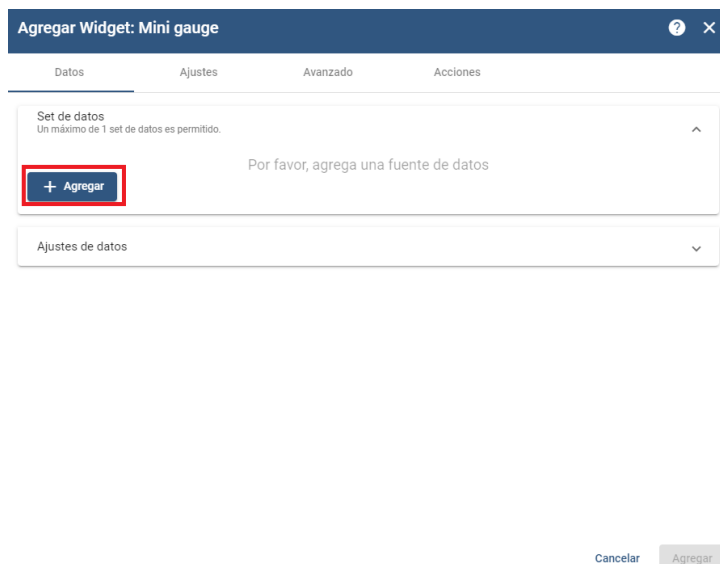 Agregar Widget: Mini gauge
Datos Ajustes Avanzado Acciones
Set de datos
Un máximo de 1 set de datos es permitido.
Por favor, agrega una fuente de datos
+ Agregar
Ajustes de datos
Cancelar Agregar